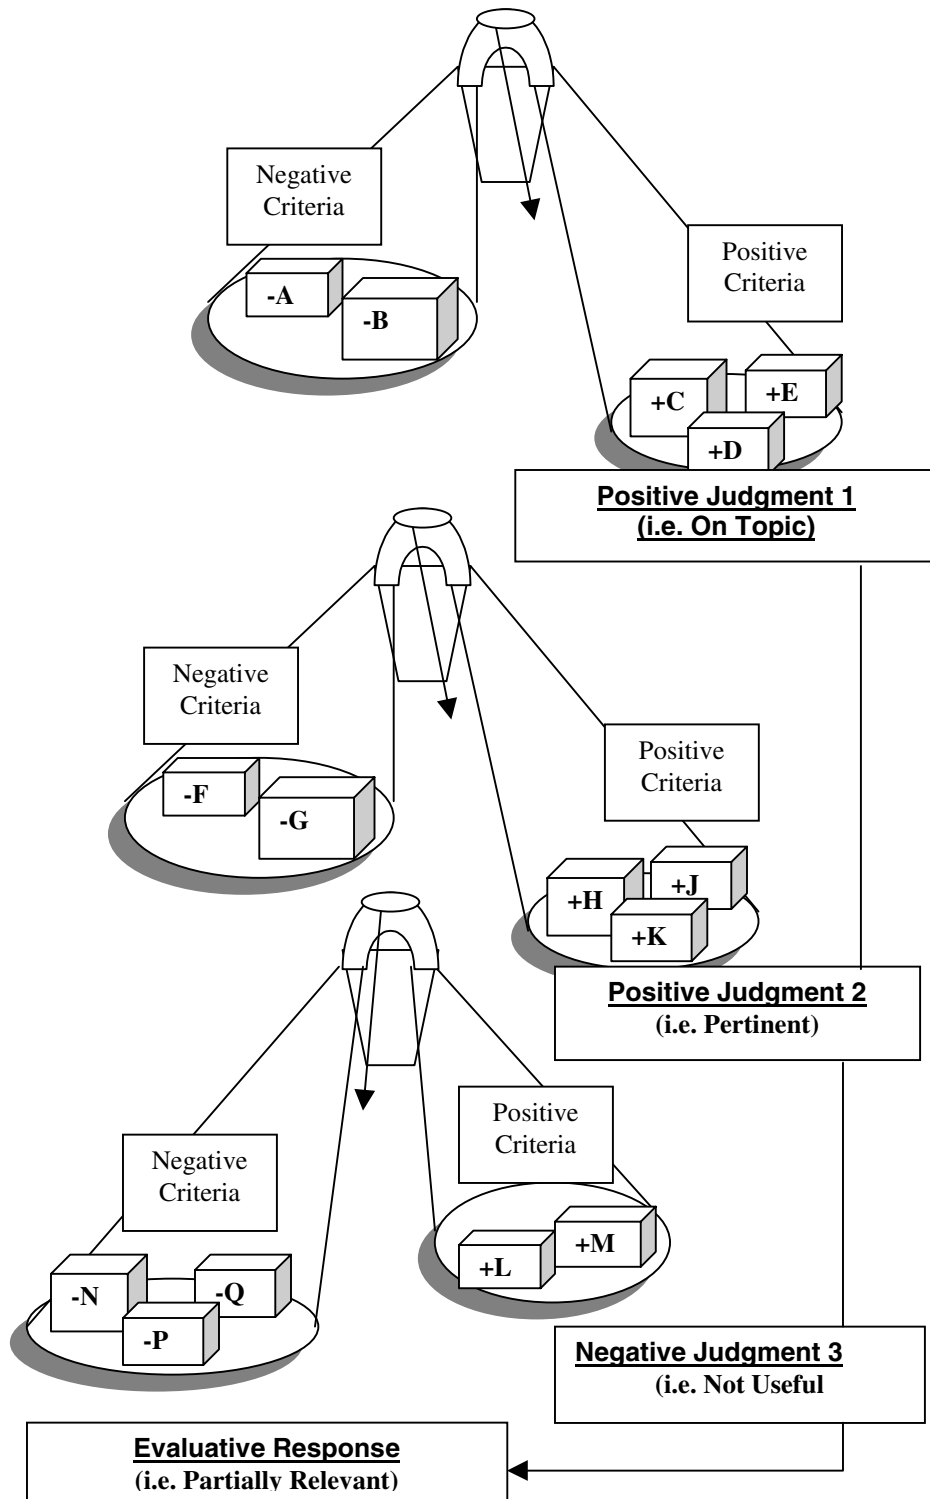 Negative
Criteria
Positive
Criteria
-A
-B
+C
+E
+D
Positive Judgment 1
(i.e. On Topic)
Negative
Criteria
Positive
Criteria
-F
-G
+H
+J
+K
Positive Judgment 2
(i.e. Pertinent)
Positive
Criteria
Negative
Criteria
+L
+M
-N
-Q
-P
Negative Judgment 3
(i.e. Not Useful
Evaluative Response
(i.e. Partially Relevant)